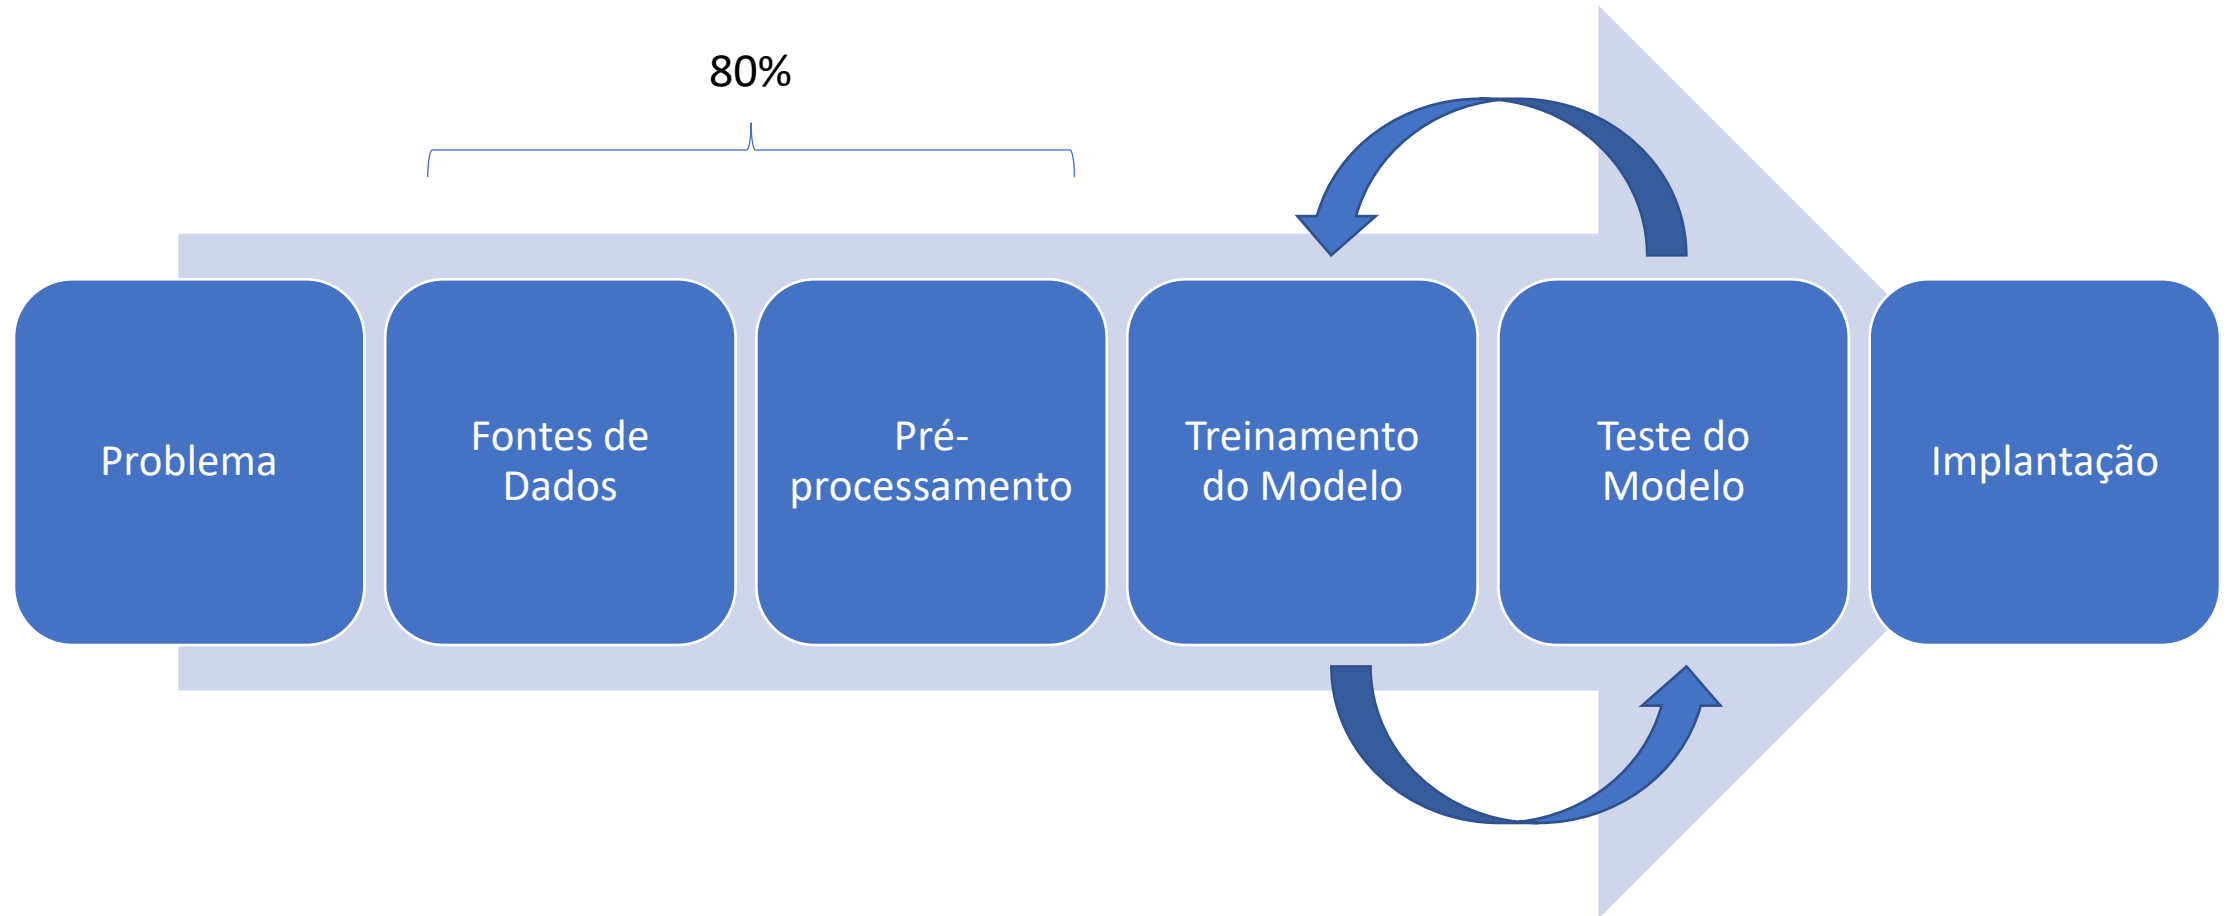 80%
Problema
Fontes de
Dados
Pré-
processamento
Treinamento
do Modelo
Teste do
Modelo
Implantação